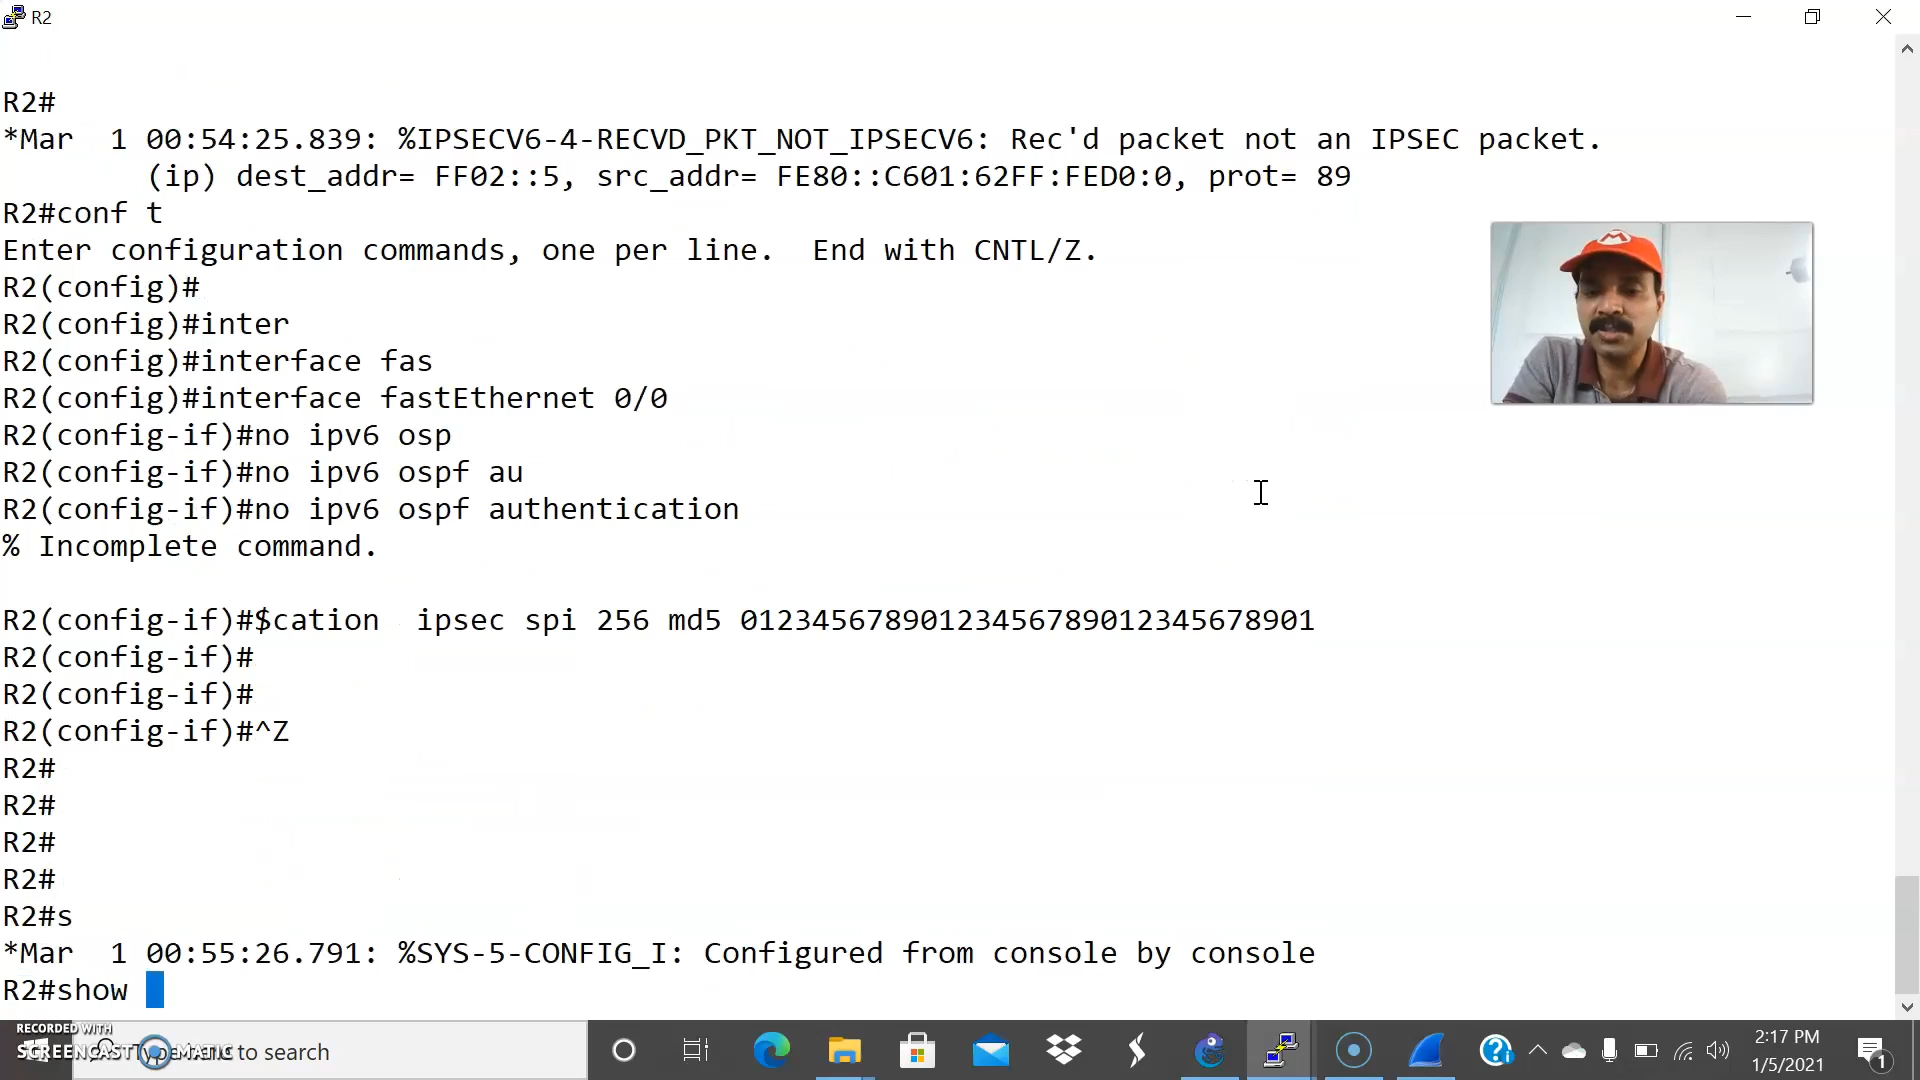 R2
R2#
*Mar  1 00:54:25.839: %IPSECV6-4-RECVD_PKT_NOT_IPSECV6: Rec'd packet not an IPSEC packet.
        (ip) dest_addr= FF02::5, src_addr= FE80::C601:62FF:FED0:0, prot= 89
R2#conf t
Enter configuration commands, one per line.  End with CNTL/Z.
R2(config)#
R2(config)#inter
R2(config)#interface fas
R2(config)#interface fastEthernet 0/0
R2(config-if)#no ipv6 osp
R2(config-if)#no ipv6 ospf au
R2(config-if)#no ipv6 ospf authentication
% Incomplete command.
R2(config-if)#$cation  ipsec spi 256 md5 01234567890123456789012345678901
R2(config-if)#
R2(config-if)#
R2(config-if)#^Z
R2#
R2#
R2#
R2#
R2#s
*Mar  1 00:55:26.791: %SYS-5-CONFIG_I: Configured from console by console
R2#show
M
RECORDED WITH
SCREENCAST MATIC
Type here to search
2:17 PM
1/5/2021
1